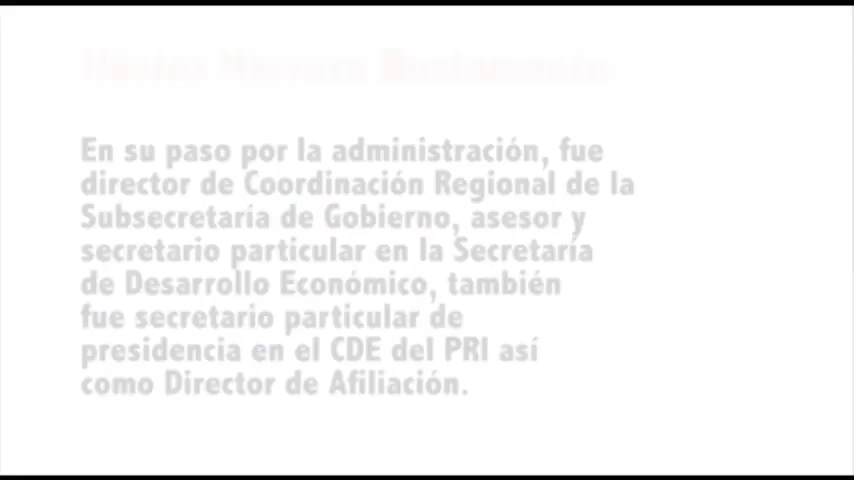 En su paso por la administración, fue
director de Coordinación Regional de la
Subsecretaría de Gobierno, asesor y
secretario particular en la Secretaría
de Desarrollo Económico, también
fue secretario particular de
presidencia en el CDE del PRI así
como Director de Afiliación.